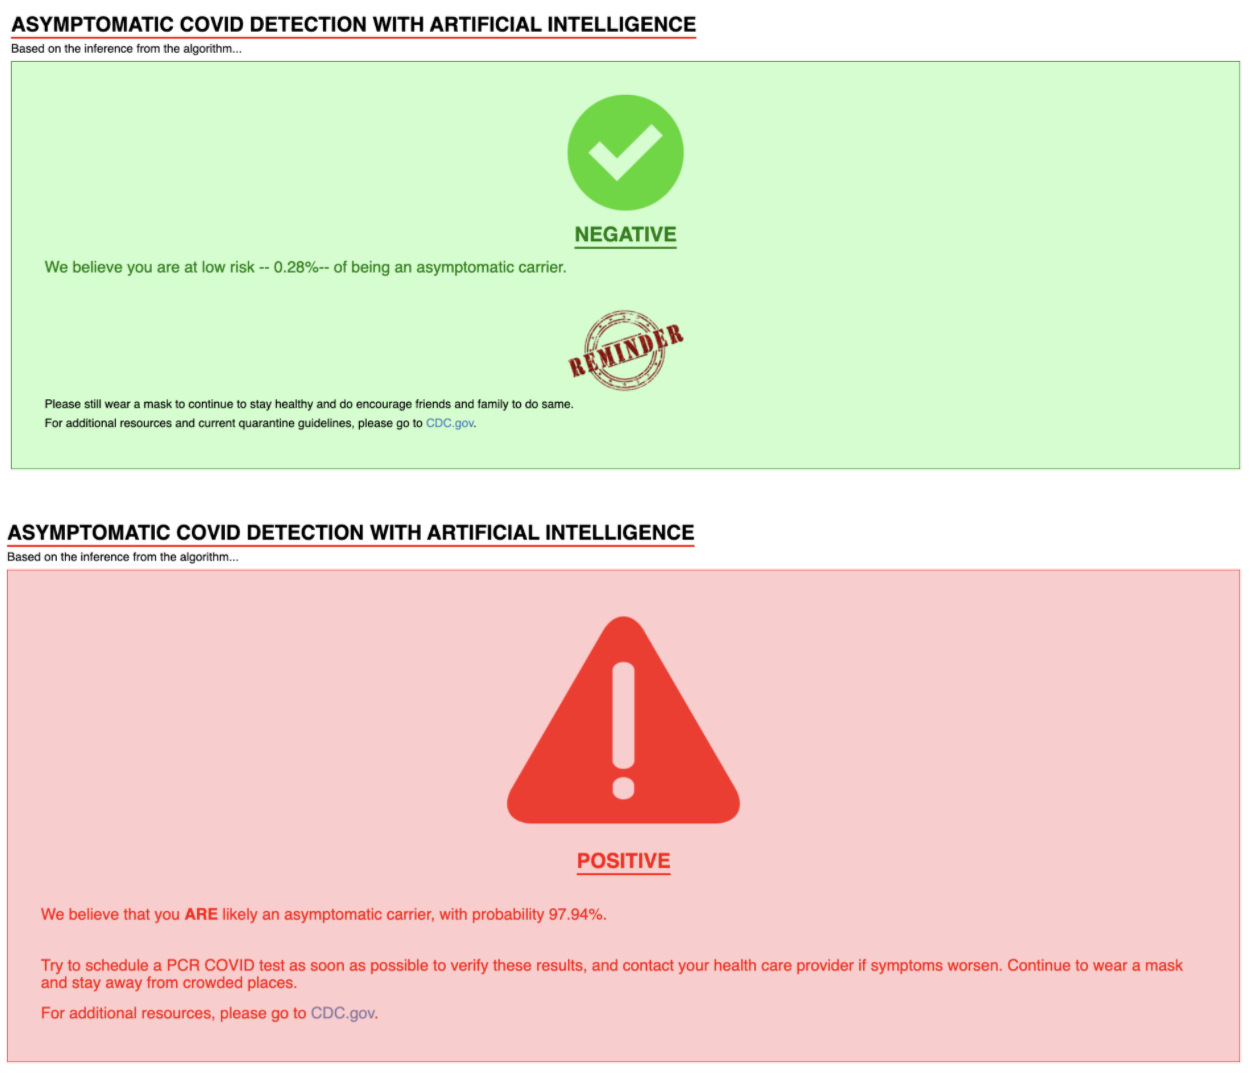 ASYMPTOMATIC COVID DETECTION WITH ARTIFICIAL INTELLIGENCE
Based on the inference from the algorithm...
NEGATIVE
We believe you are at low risk -- 0.28%-- of being an asymptomatic carrier.
REMINDER
Please still wear a mask to continue to stay healthy and do encourage friends and family to do same.
For additional resources and current quarantine guidelines, please go to CDC.gov.
ASYMPTOMATIC COVID DETECTION WITH ARTIFICIAL INTELLIGENCE
Based on the inference from the algorithm...
POSITIVE
We believe that you ARE likely an asymptomatic carrier, with probability 97.94%.
Try to schedule a PCR COVID test as soon as possible to verify these results, and contact your health care provider if symptoms worsen. Continue to wear a mask
and stay away from crowded places.
For additional resources, please go to CDC.gov.